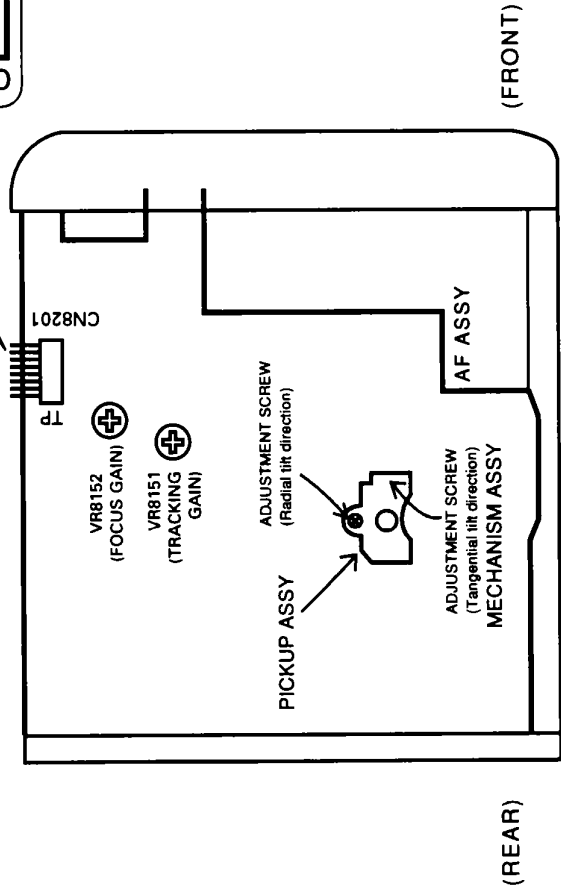 CN8201
TP
VR8152
(FOCUS GAIN)
VR8151
(TRACKING
GAIN)
ADJUSTMENT SCREW
(Radial tilt direction)
PICKUP ASSY
ADJUSTMENT SCREW
(Tangential tilt direction)
MECHANISM ASSY
AF ASSY
(REAR)
(FRONT)